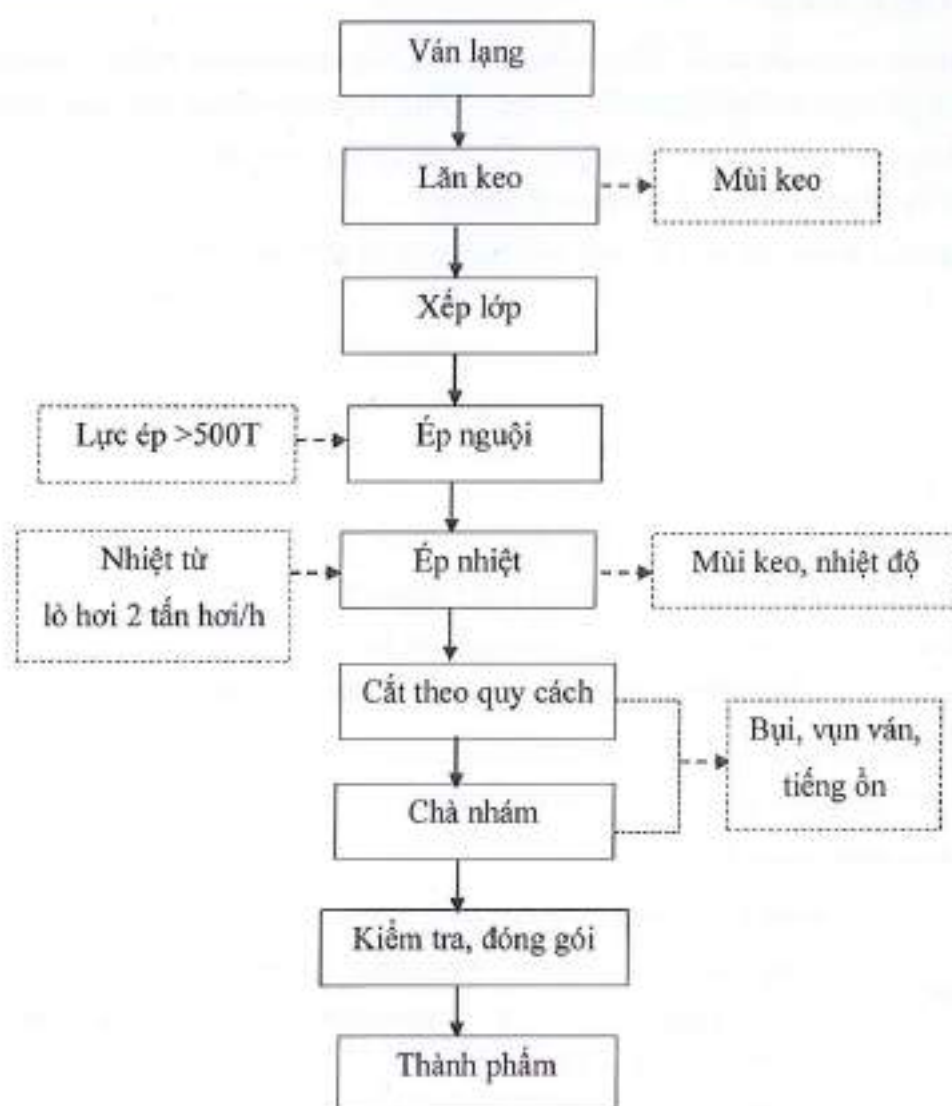 Ván lạng
Lăn keo
Mùi keo
Xếp lớp
Lực ép >500T
Ép nguội
Nhiệt từ
lò hơi 2 tấn hơi/h
Ép nhiệt
Mùi keo, nhiệt độ
Cắt theo quy cách
Bụi, vụn ván,
tiếng ồn
Chà nhám
Kiểm tra, đóng gói
Thành phẩm